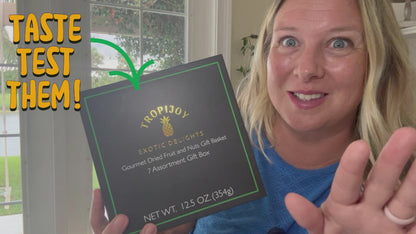 TASTE
TEST
THEM!
TROPIJOY
EXOTIC DELIGHTS
Gourmet Dried Fruit and Nuts Gift Basket
7 Assortment Gift Box
NET WT. 12.5 OZ.(354g)